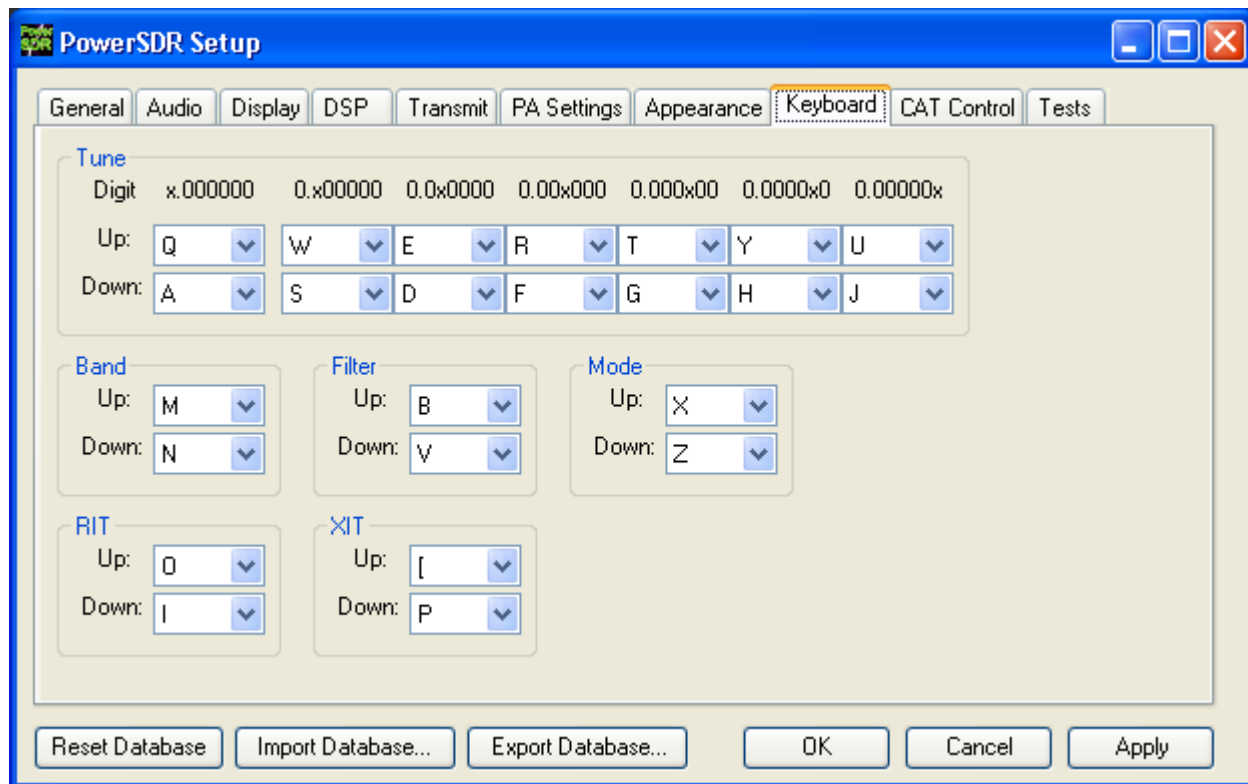 Power SDR PowerSDR Setup
General Audio Display DSP Transmit PA Settings Appearance Keyboard CAT Control Tests
Tune
Digit x.000000 0.x00000 0.0x0000 0.00x000 0.000x00 0.0000x0 0.00000x
Up: Q W E R T Y U
Down: A S D F G H J
Band Filter Mode
Up: M Up: B Up: X
Down: N Down: V Down: Z
RIT XIT
Up: O Up: [
Down: I Down: P
Reset Database Import Database... Export Database... OK Cancel Apply